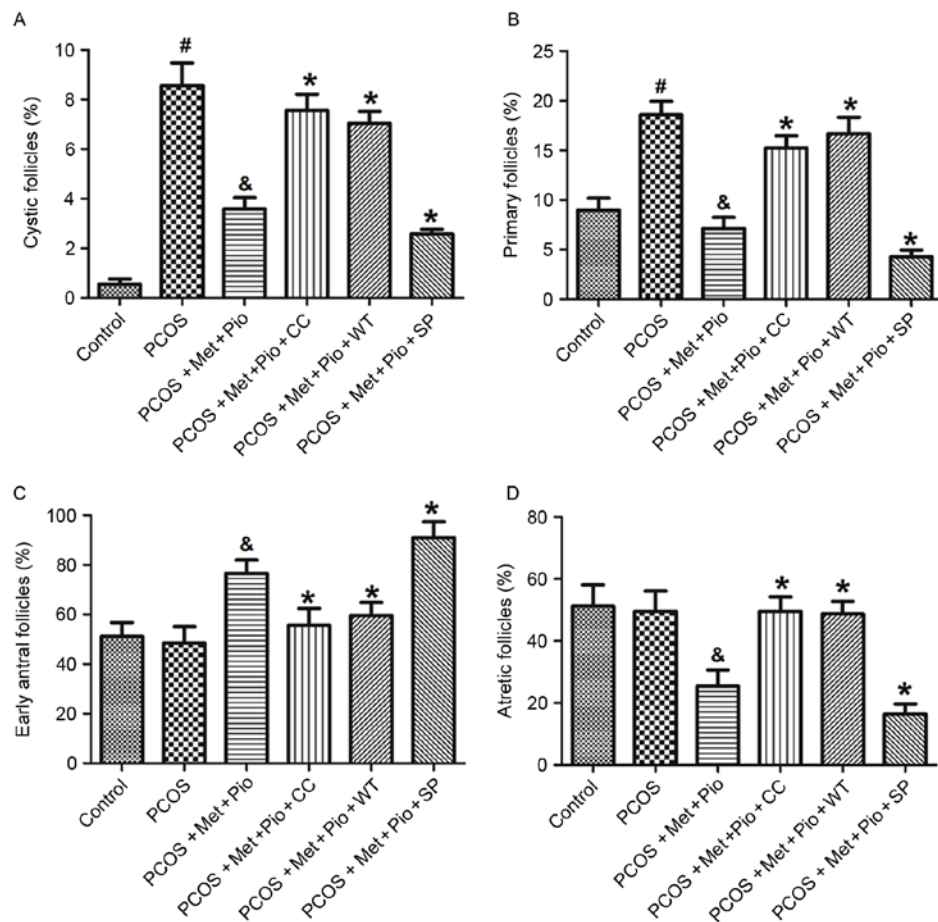 A
Cystic follicles (%)
10
8
6
4
2
0
#
&
*
*
*
Control
PCOS
PCOS + Met + Pio
PCOS + Met +Pio + CC
PCOS + Met + Pio + WT
PCOS + Met + Pio + SP
B
Primary follicles (%)
25
20
15
10
5
0
#
&
*
*
*
Control
PCOS
PCOS + Met + Pio
PCOS + Met +Pio + CC
PCOS + Met + Pio + WT
PCOS + Met + Pio + SP
C
Early antral follicles (%)
100
80
60
40
20
0
&
*
*
*
Control
PCOS
PCOS + Met + Pio
PCOS + Met + Pio + CC
PCOS + Met + Pio + WT
PCOS + Met + Pio + SP
D
Atretic follicles (%)
80
60
40
20
0
&
*
*
*
Control
PCOS
PCOS + Met + Pio
PCOS + Met + Pio + CC
PCOS + Met + Pio + WT
PCOS + Met + Pio + SP